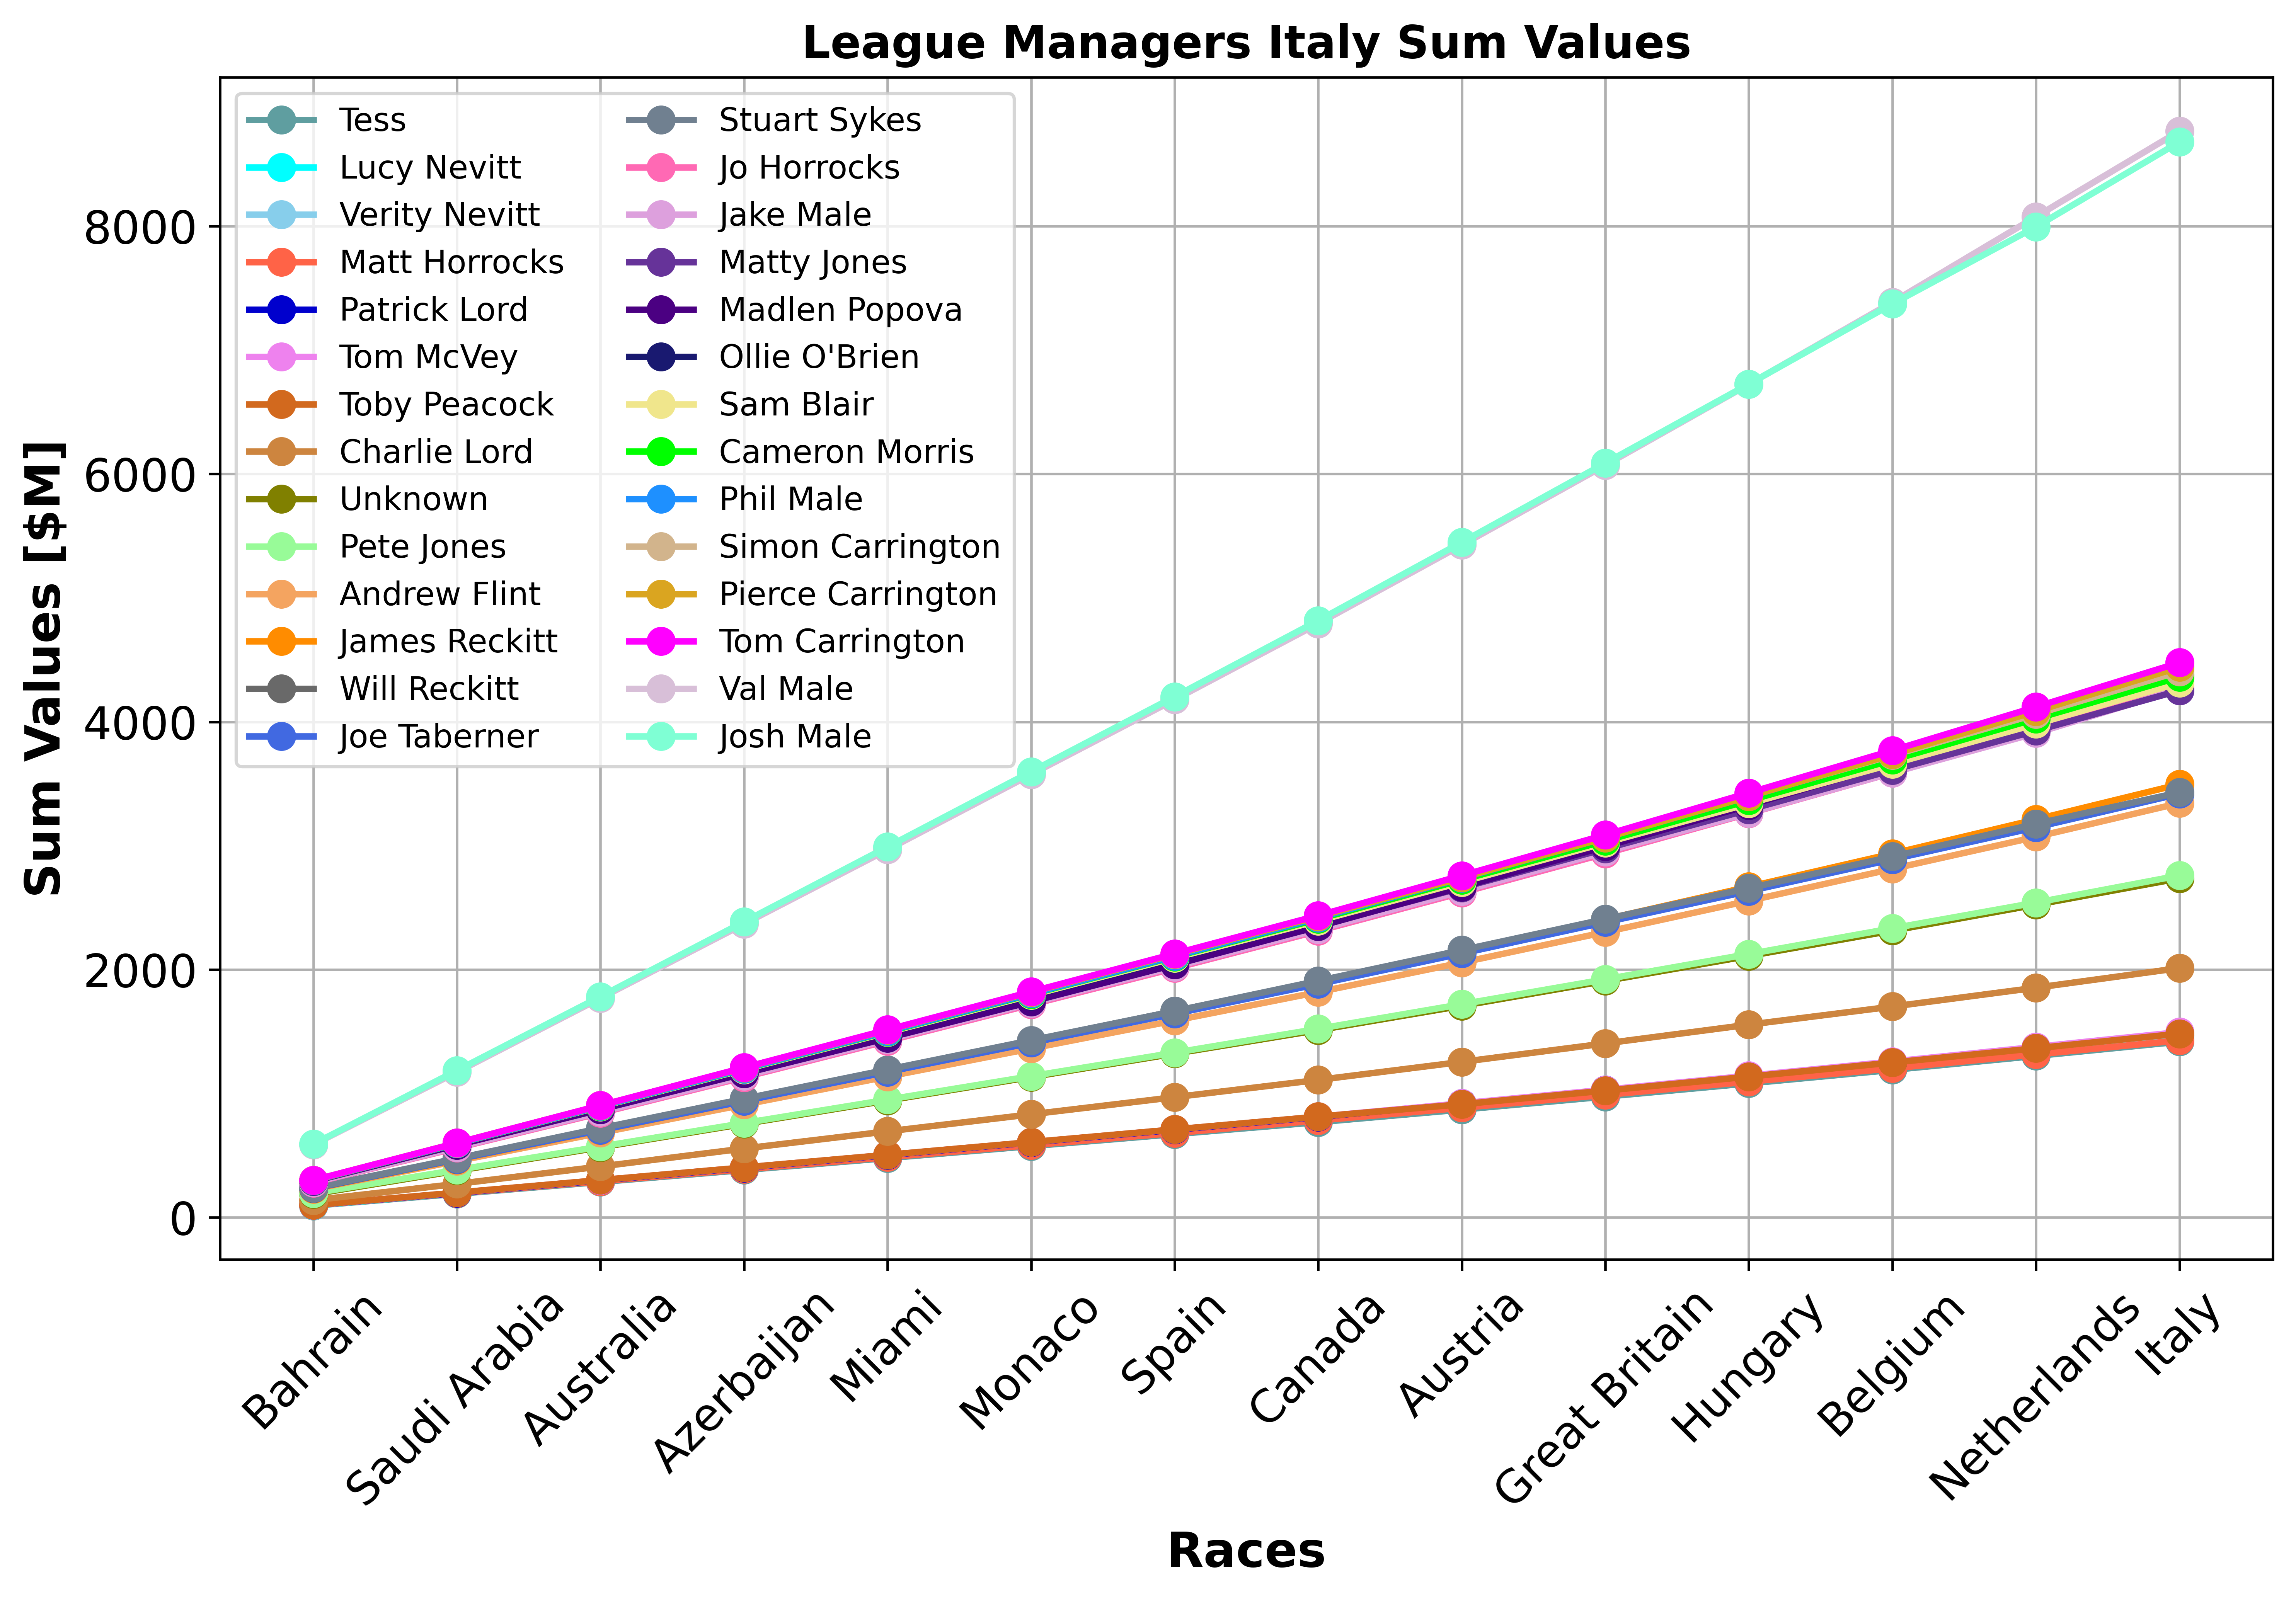 League Managers Italy Sum Values
Sum Values [$M]
8000
6000
4000
2000
0
Tess
Lucy Nevitt
Verity Nevitt
Matt Horrocks
Patrick Lord
Tom McVey
Toby Peacock
Charlie Lord
Unknown
Pete Jones
Andrew Flint
James Reckitt
Will Reckitt
Joe Taberner
Stuart Sykes
Jo Horrocks
Jake Male
Matty Jones
Madlen Popova
Ollie O'Brien
Sam Blair
Cameron Morris
Phil Male
Simon Carrington
Pierce Carrington
Tom Carrington
Val Male
Josh Male
Bahrain
Saudi Arabia
Australia
Azerbaijan
Miami
Monaco
Spain
Canada
Austria
Great Britain
Hungary
Belgium
Netherlands
Italy
Races